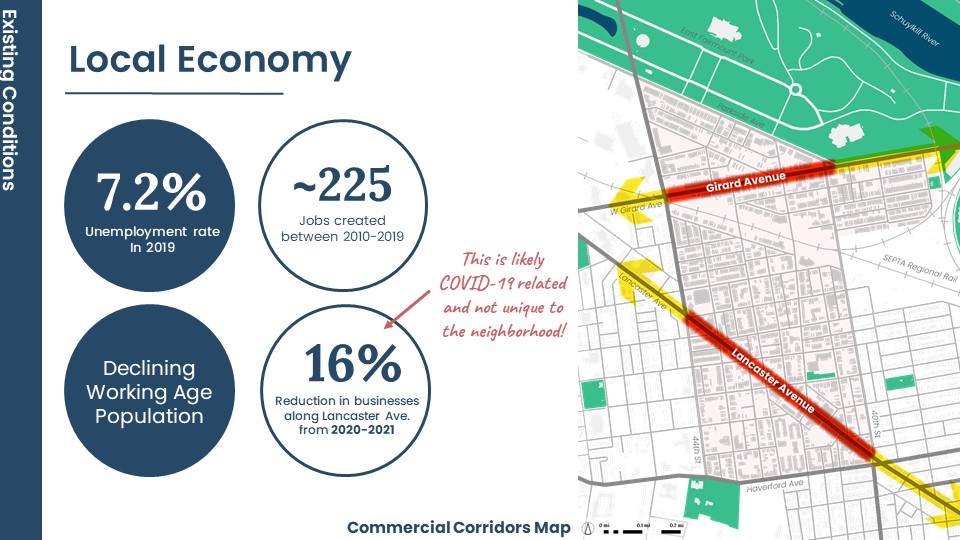 Existing Conditions
Local Economy
7.2%
Unemployment rate
In 2019
~225
Jobs created
between 2010-2019
This is likely
COVID-19 related
and not unique to
the neighborhood!
Declining
Working Age
Population
16%
Reduction in businesses
along Lancaster Ave.
from 2020-2021
Commercial Corridors Map
Schuylkill River
East Fairmount Park
Parkside Ave
Girard Avenue
W Girard Ave
SEPTA Regional Rail
Lancaster Ave
Lancaster Avenue
40th St
44th St
Haverford Ave
0 mi
0.1 mi
0.2 mi